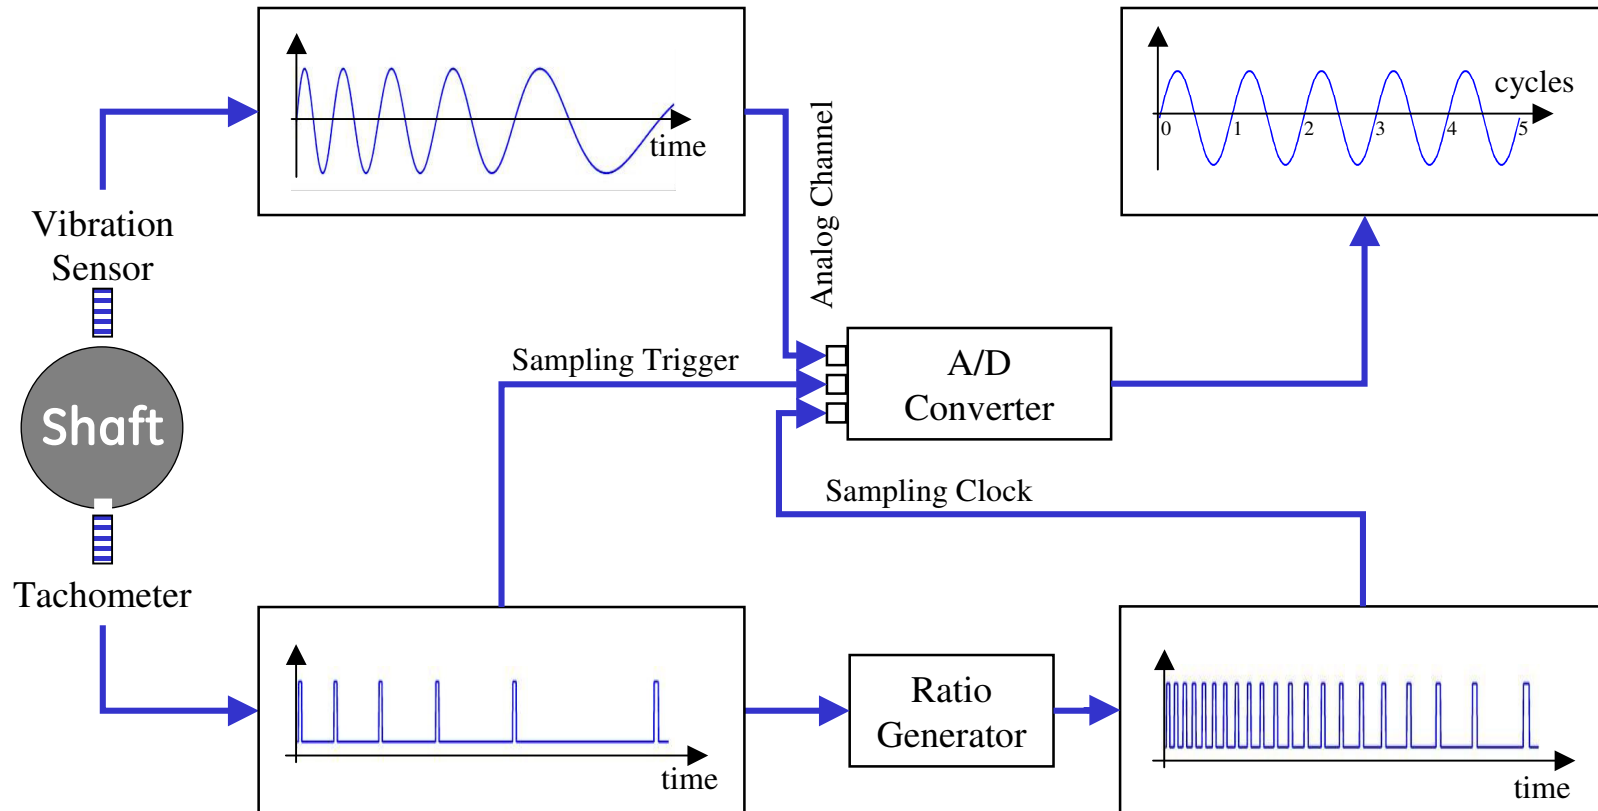 time
cycles
0 1 2 3 4 5
Analog Channel
Vibration
Sensor
Sampling Trigger
A/D
Converter
Shaft
Sampling Clock
Tachometer
time
Ratio
Generator
time